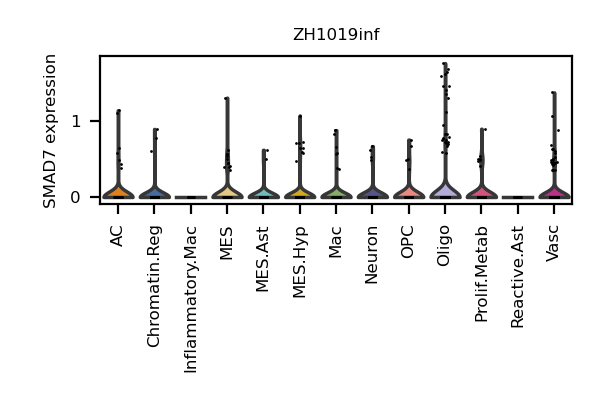 ZH1019inf
SMAD7 expression
1
0
AC
Chromatin.Reg
Inflammatory.Mac
MES
MES.Ast
MES.Hyp
Mac
Neuron
OPC
Oligo
Prolif.Metab
Reactive.Ast
Vasc